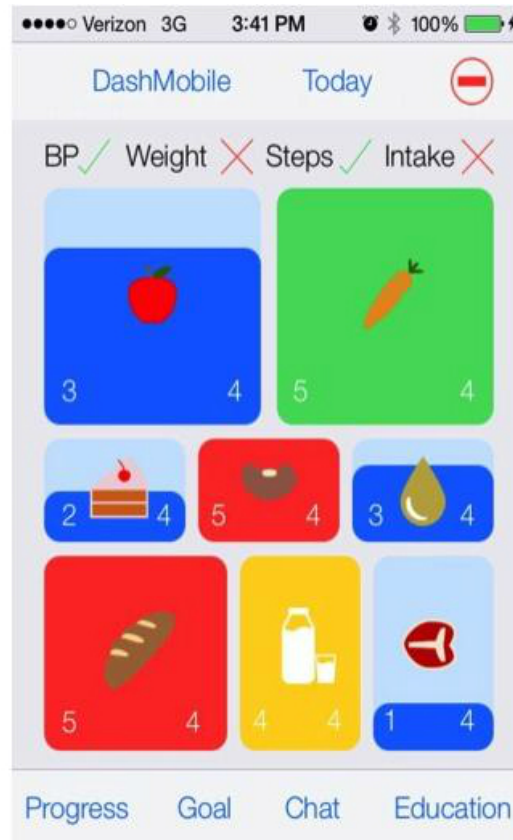 Verizon 3G 3:41 PM 100%
DashMobile Today
BP Weight Steps Intake
3 4 5 4
2 4 5 4 3 4
5 4 4 4 1 4
Progress Goal Chat Education